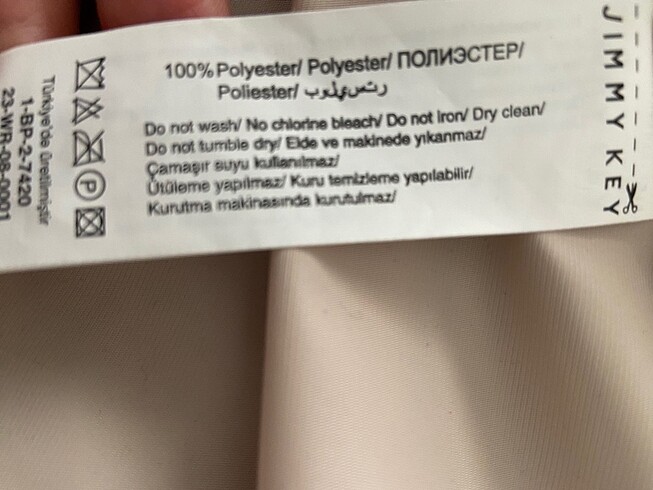 100% Polyester/ Polyester/ ПОЛИЭСТЕР/
Poliester/ بوليستر
Do not wash/ No chlorine bleach/ Do not Iron/ Dry clean/
Do not tumble dry/ Elde ve makinede yıkanmaz/
Çamaşır suyu kullanılmaz/
Ütüleme yapılmaz/ Kuru temizleme yapılabilir/
Kurutma makinasında kurutulmaz/
P
Türkiye'de üretilmiştir
1-BP-2-7420
23-WR-08-0001
JIMMY KEY